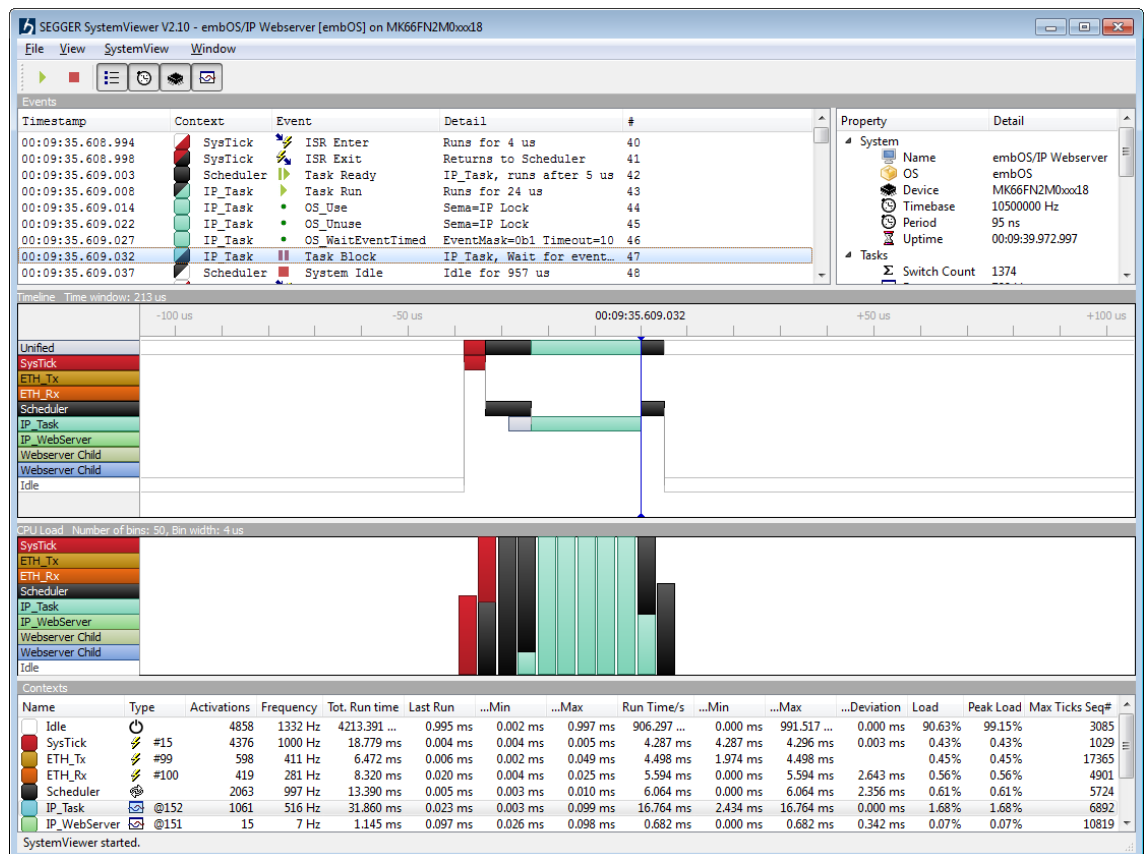 SEGGER SystemViewer V2.10 - embOS/IP Webserver [embOS] on MK66FN2M0xxx18
File View SystemView Window
Events
Timestamp Context Event Detail #
00:09:35.608.994 SysTick ISR Enter Runs for 4 us 40
00:09:35.608.998 SysTick ISR Exit Returns to Scheduler 41
00:09:35.609.003 Scheduler Task Ready IP_Task, runs after 5 us 42
00:09:35.609.008 IP_Task Task Run Runs for 24 us 43
00:09:35.609.014 IP_Task OS_Use Sema=IP Lock 44
00:09:35.609.022 IP_Task OS_Unuse Sema=IP Lock 45
00:09:35.609.027 IP_Task OS_WaitEventTimed EventMask=0b1 Timeout=10 46
00:09:35.609.032 IP_Task Task Block IP_Task, Wait for event... 47
00:09:35.609.037 Scheduler System Idle Idle for 957 us 48
Property Detail
System
Name embOS/IP Webserver
OS embOS
Device MK66FN2M0xxx18
Timebase 10500000 Hz
Period 95 ns
Uptime 00:09:39.972.997
Tasks
Σ Switch Count 1374
Timeline Time window: 213 us
-100 us -50 us 00:09:35.609.032 +50 us +100 us
Unified
SysTick
ETH_Tx
ETH_Rx
Scheduler
IP_Task
IP_WebServer
Webserver Child
Webserver Child
Idle
CPU Load Number of bins: 50, Bin width: 4 us
SysTick
ETH_Tx
ETH_Rx
Scheduler
IP_Task
IP_WebServer
Webserver Child
Webserver Child
Idle
Contexts
Name Type Activations Frequency Tot. Run time Last Run ...Min ...Max Run Time/s ...Min ...Max ...Deviation Load Peak Load Max Ticks Seq#
Idle 4858 1332 Hz 4213.391 ... 0.995 ms 0.002 ms 0.997 ms 906.297 ... 0.000 ms 991.517 ... 0.000 ms 90.63% 99.15% 3085
SysTick #15 4376 1000 Hz 18.779 ms 0.004 ms 0.004 ms 0.005 ms 4.287 ms 4.287 ms 4.296 ms 0.003 ms 0.43% 0.43% 1029
ETH_Tx #99 598 411 Hz 6.472 ms 0.006 ms 0.002 ms 0.049 ms 4.498 ms 1.974 ms 4.498 ms 0.45% 0.45% 17365
ETH_Rx #100 419 281 Hz 8.320 ms 0.020 ms 0.004 ms 0.025 ms 5.594 ms 0.000 ms 5.594 ms 2.643 ms 0.56% 0.56% 4901
Scheduler 2063 997 Hz 13.390 ms 0.005 ms 0.003 ms 0.010 ms 6.064 ms 0.000 ms 6.064 ms 2.356 ms 0.61% 0.61% 5724
IP_Task @152 1061 516 Hz 31.860 ms 0.023 ms 0.003 ms 0.099 ms 16.764 ms 2.434 ms 16.764 ms 0.000 ms 1.68% 1.68% 6892
IP_WebServer @151 15 7 Hz 1.145 ms 0.097 ms 0.026 ms 0.098 ms 0.682 ms 0.000 ms 0.682 ms 0.342 ms 0.07% 0.07% 10819
SystemViewer started.